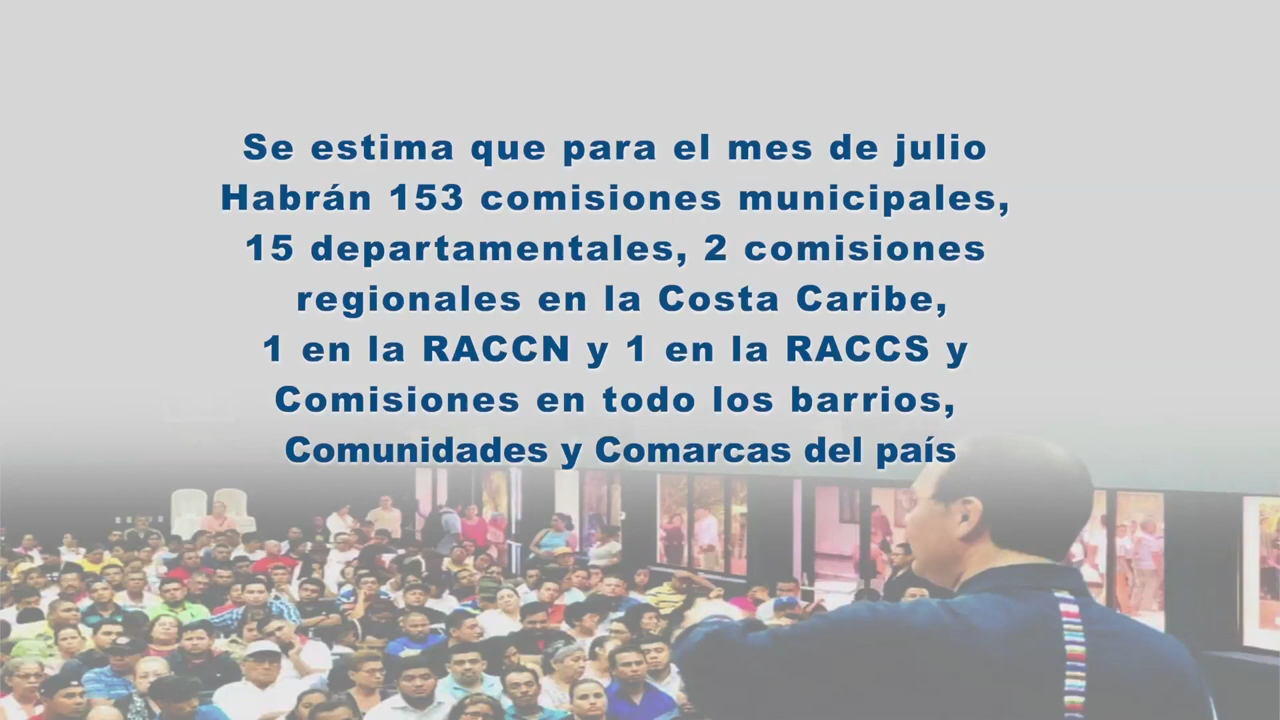 Se estima que para el mes de julio
Habrán 153 comisiones municipales,
15 departamentales, 2 comisiones
regionales en la Costa Caribe,
1 en la RACCN y 1 en la RACCS y
Comisiones en todo los barrios,
Comunidades y Comarcas del país